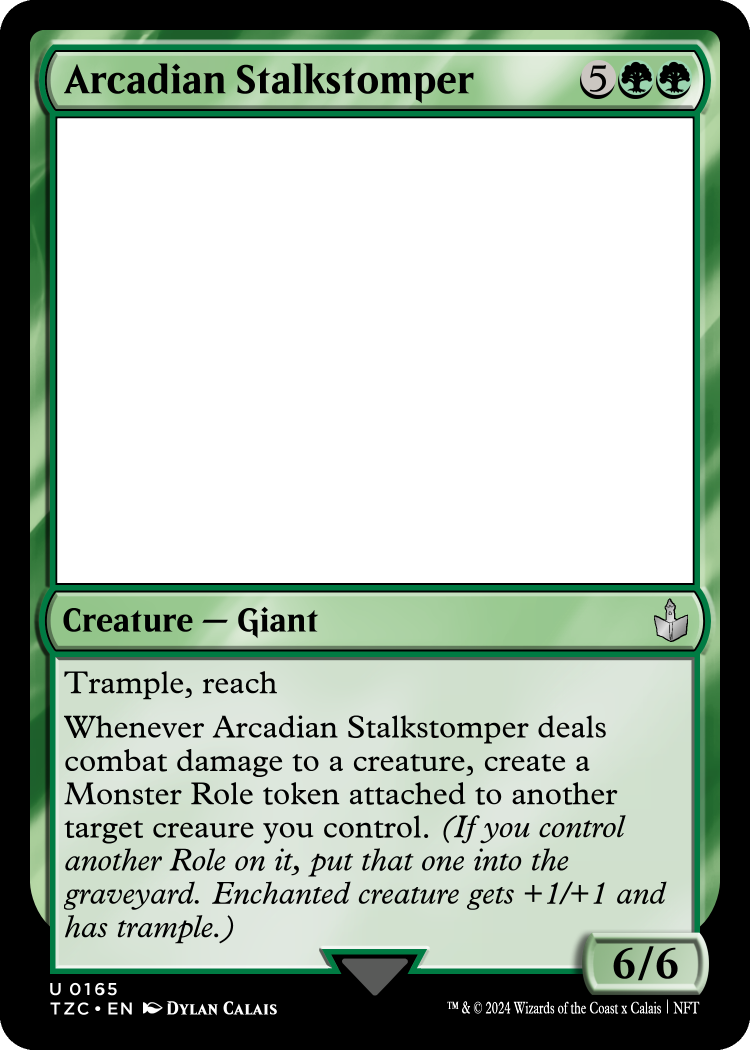 Arcadian Stalkstomper 5
Creature — Giant
Trample, reach
Whenever Arcadian Stalkstomper deals
combat damage to a creature, create a
Monster Role token attached to another
target creaure you control. (If you control
another Role on it, put that one into the
graveyard. Enchanted creature gets +1/+1 and
has trample.)
6/6
U 0165
TZC • EN DYLAN CALAIS
™ & © 2024 Wizards of the Coast x Calais | NFT